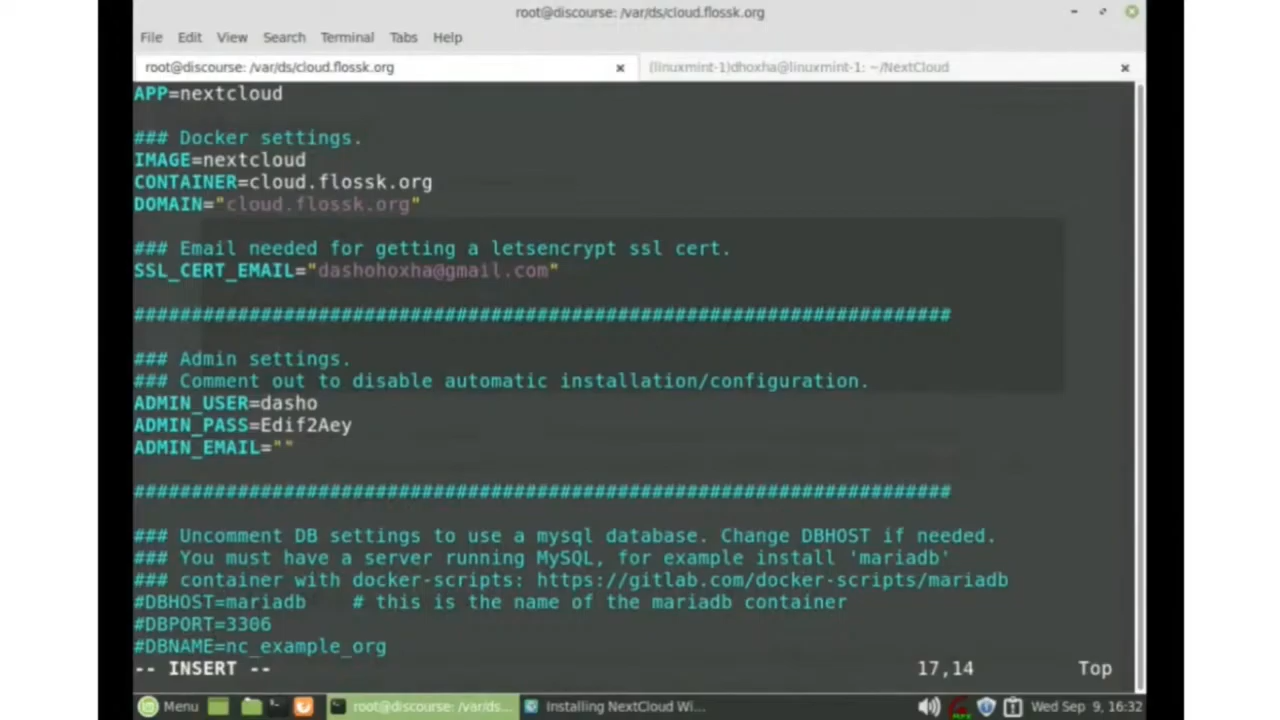 root@discourse: /var/ds/cloud.flossk.org
File Edit View Search Terminal Tabs Help
root@discourse: /var/ds/cloud.flossk.org
(linuxmint-1)dhoxha@linuxmint-1: ~/NextCloud
APP=nextcloud
### Docker settings.
IMAGE=nextcloud
CONTAINER=cloud.flossk.org
DOMAIN="cloud.flossk.org"
### Email needed for getting a letsencrypt ssl cert.
SSL_CERT_EMAIL="dashohoxha@gmail.com"
#######################################################################
### Admin settings.
### Comment out to disable automatic installation/configuration.
ADMIN_USER=dasho
ADMIN_PASS=Edif2Aey
ADMIN_EMAIL=""
#######################################################################
### Uncomment DB settings to use a mysql database. Change DBHOST if needed.
### You must have a server running MySQL, for example install 'mariadb'
### container with docker-scripts: https://gitlab.com/docker-scripts/mariadb
#DBHOST=mariadb    # this is the name of the mariadb container
#DBPORT=3306
#DBNAME=nc_example_org
-- INSERT -- 17,14 Top
Menu root@discourse: /var/ds... Installing NextCloud Wi... Wed Sep 9, 16:32